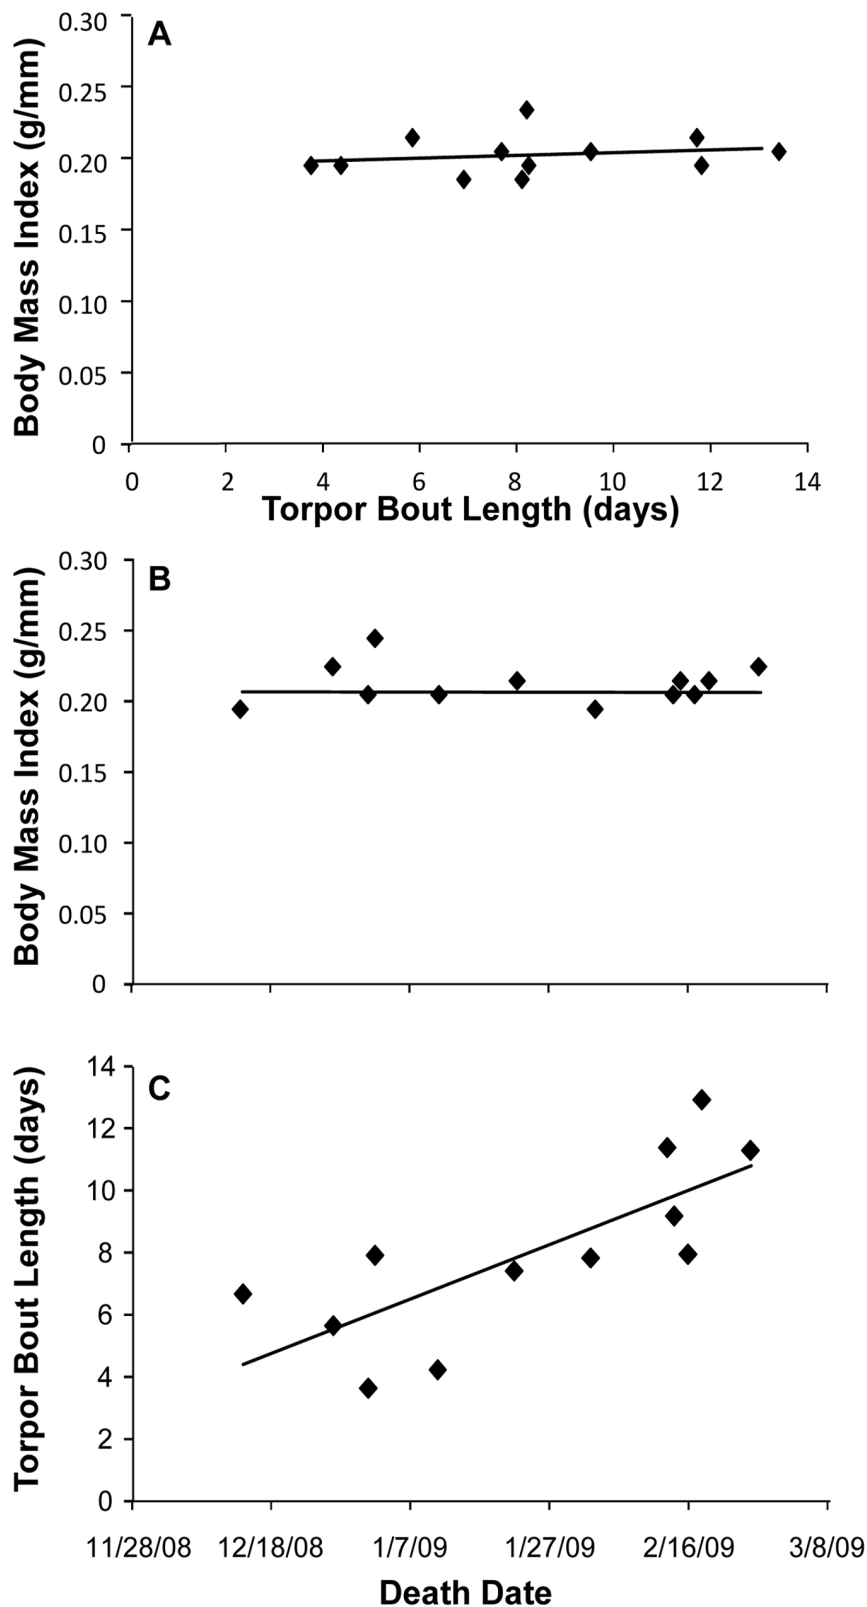 A
Body Mass Index (g/mm)
0.30
0.25
0.20
0.15
0.10
0.05
0
0 2 4 6 8 10 12 14
Torpor Bout Length (days)
B
Body Mass Index (g/mm)
0.30
0.25
0.20
0.15
0.10
0.05
0
C
Torpor Bout Length (days)
14
12
10
8
6
4
2
0
11/28/08 12/18/08 1/7/09 1/27/09 2/16/09 3/8/09
Death Date